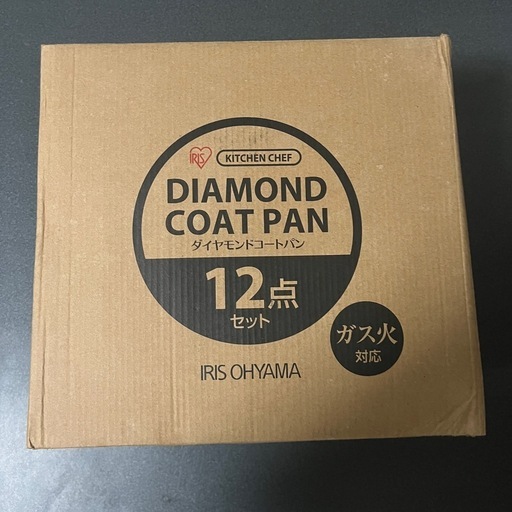 IRIS
KITCHEN CHEF
DIAMOND
COAT PAN
ダイヤモンドコートパン
12点
セット
ガス火
対応
IRIS OHYAMA